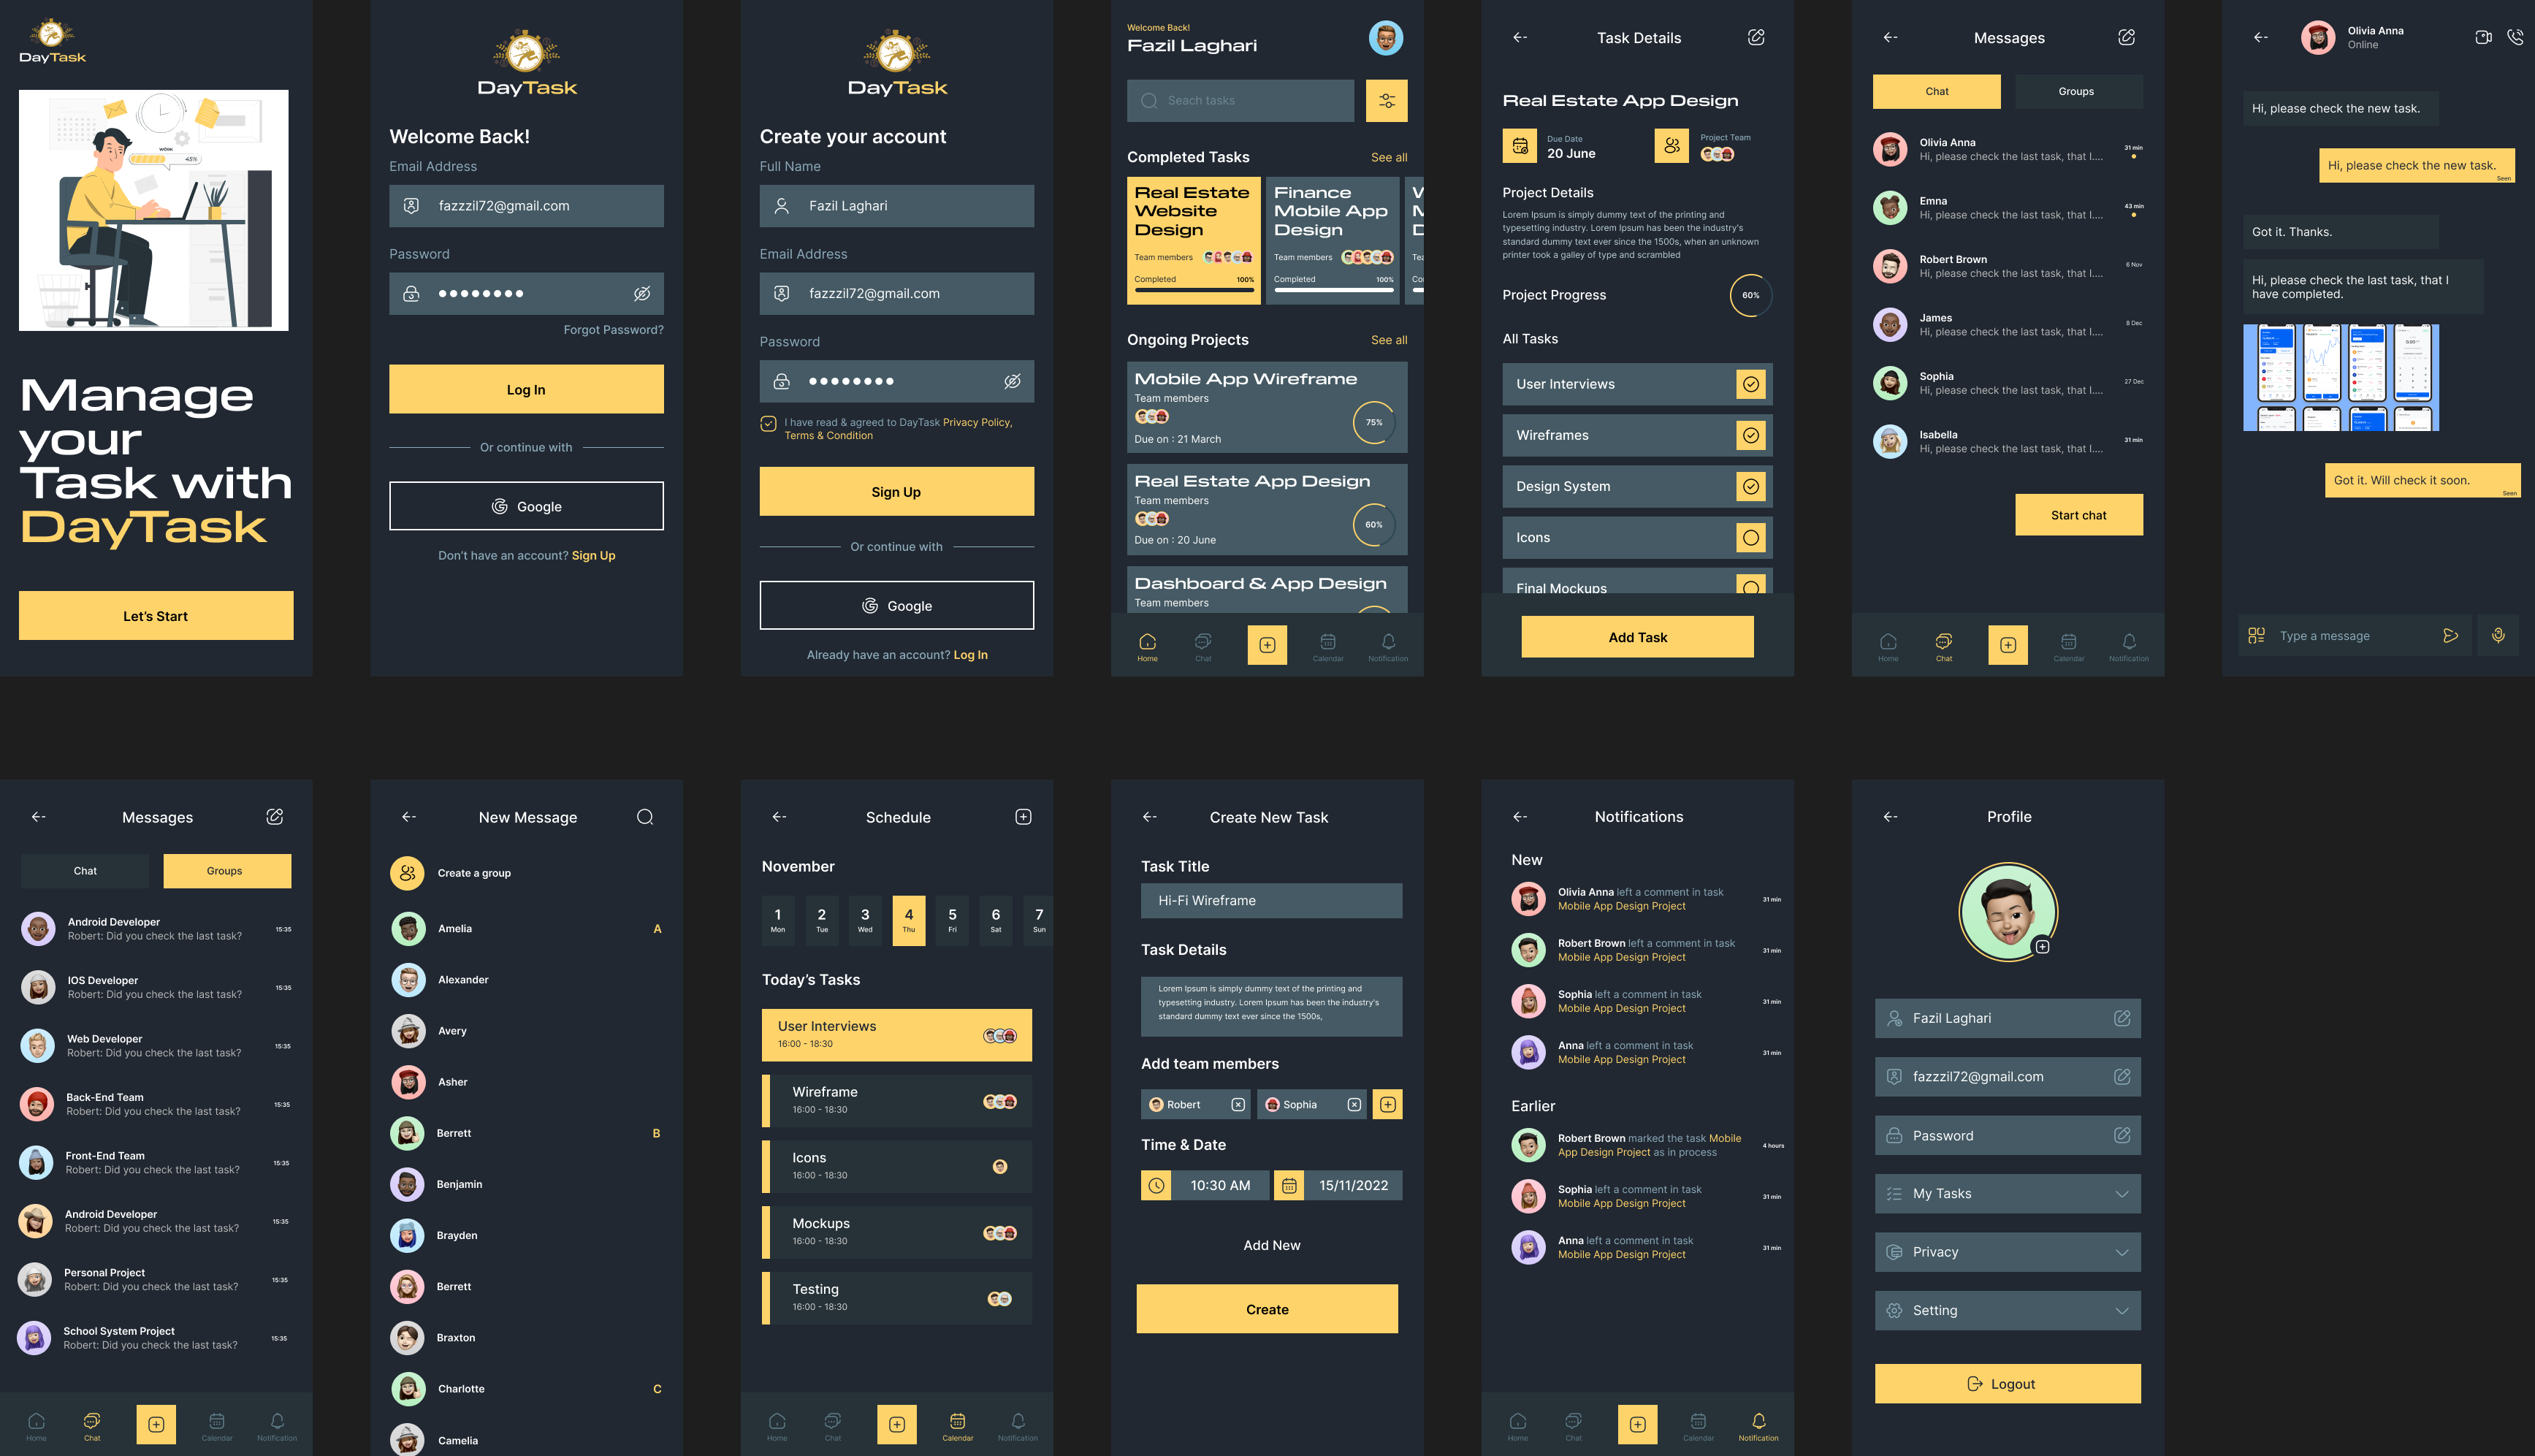 DayTask
WORK
45%
Manage
your
Task with
DayTask
Let's Start
DayTask
Welcome Back!
Email Address
fazzzil72@gmail.com
Password
Forgot Password?
Log In
Or continue with
Google
Don't have an account? Sign Up
DayTask
Create your account
Full Name
Fazil Laghari
Email Address
fazzzil72@gmail.com
Password
I have read & agreed to DayTask Privacy Policy,
Terms & Condition
Sign Up
Or continue with
Google
Already have an account? Log In
Welcome Back!
Fazil Laghari
Seach tasks
Completed Tasks
See all
Real Estate
Website
Design
Team members
Completed
100%
Finance
Mobile App
Design
Team members
Completed
100%
Ongoing Projects
See all
Mobile App Wireframe
Team members
Due on : 21 March
75%
Real Estate App Design
Team members
Due on : 20 June
60%
Dashboard & App Design
Team members
Home
Chat
Calendar
Notification
Task Details
Real Estate App Design
Due Date
20 June
Project Team
Project Details
Lorem Ipsum is simply dummy text of the printing and
typesetting industry. Lorem Ipsum has been the industry's
standard dummy text ever since the 1500s, when an unknown
printer took a galley of type and scrambled
Project Progress
60%
All Tasks
User Interviews
Wireframes
Design System
Icons
Final Mockups
Add Task
Messages
Chat
Groups
Olivia Anna
Hi, please check the last task, that I....
31 min
Emna
Hi, please check the last task, that I....
43 min
Robert Brown
Hi, please check the last task, that I....
6 Nov
James
Hi, please check the last task, that I....
8 Dec
Sophia
Hi, please check the last task, that I....
27 Dec
Isabella
Hi, please check the last task, that I....
31 min
Start chat
Home
Chat
Calendar
Notification
Olivia Anna
Online
Hi, please check the new task.
Hi, please check the new task.
Seen
Got it. Thanks.
Hi, please check the last task, that I
have completed.
Got it. Will check it soon.
Seen
Type a message
Messages
Chat
Groups
Android Developer
Robert: Did you check the last task?
15:35
IOS Developer
Robert: Did you check the last task?
15:35
Web Developer
Robert: Did you check the last task?
15:35
Back-End Team
Robert: Did you check the last task?
15:35
Front-End Team
Robert: Did you check the last task?
15:35
Android Developer
Robert: Did you check the last task?
15:35
Personal Project
Robert: Did you check the last task?
15:35
School System Project
Robert: Did you check the last task?
15:35
Home
Chat
Calendar
Notification
New Message
Create a group
Amelia
A
Alexander
Avery
Asher
Berrett
B
Benjamin
Brayden
Berrett
Braxton
Charlotte
C
Camelia
Schedule
November
1
Mon
2
Tue
3
Wed
4
Thu
5
Fri
6
Sat
7
Sun
Today's Tasks
User Interviews
16:00 - 18:30
Wireframe
16:00 - 18:30
Icons
16:00 - 18:30
Mockups
16:00 - 18:30
Testing
16:00 - 18:30
Home
Chat
Calendar
Notification
Create New Task
Task Title
Hi-Fi Wireframe
Task Details
Lorem Ipsum is simply dummy text of the printing and
typesetting industry. Lorem Ipsum has been the industry's
standard dummy text ever since the 1500s,
Add team members
Robert
Sophia
Time & Date
10:30 AM
15/11/2022
Add New
Create
Notifications
New
Olivia Anna left a comment in task
Mobile App Design Project
31 min
Robert Brown left a comment in task
Mobile App Design Project
31 min
Sophia left a comment in task
Mobile App Design Project
31 min
Anna left a comment in task
Mobile App Design Project
31 min
Earlier
Robert Brown marked the task Mobile
App Design Project as in process
4 hours
Sophia left a comment in task
Mobile App Design Project
31 min
Anna left a comment in task
Mobile App Design Project
31 min
Home
Chat
Calendar
Notification
Profile
Fazil Laghari
fazzzil72@gmail.com
Password
My Tasks
Privacy
Setting
Logout